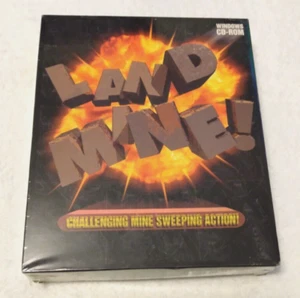 WINDOWS
CD-ROM
LAND
MINE!
CHALLENGING MINE SWEEPING ACTION!